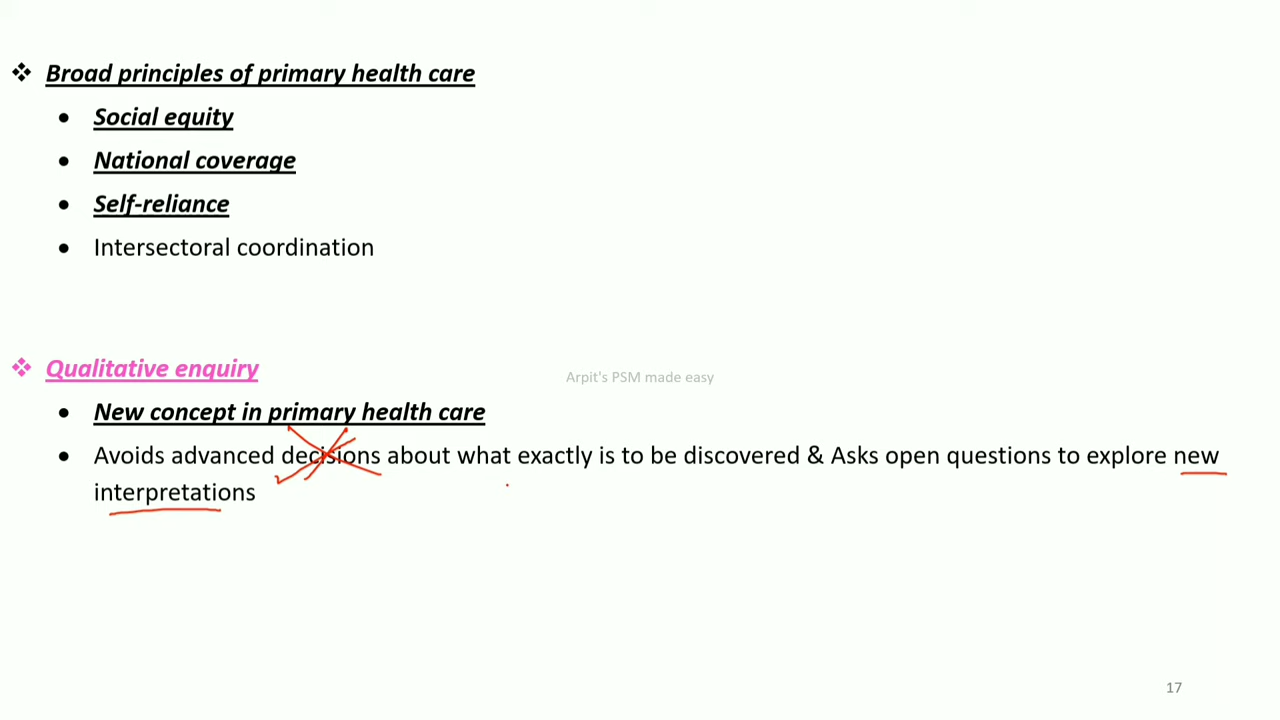 ❖ Broad principles of primary health care
• Social equity
• National coverage
• Self-reliance
• Intersectoral coordination
❖ Qualitative enquiry
Arpit's PSM made easy
• New concept in primary health care
• Avoids advanced decisions about what exactly is to be discovered & Asks open questions to explore new
interpretations
17